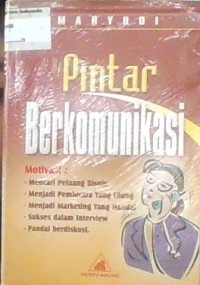 MARYUDI
Pintar
Berkomunikasi
Motivasi :
- Mencari Peluang Bisnis
- Menjadi Pembicara Yang Ulung
- Menjadi Marketing Yang Handal
- Sukses dalam Interview
- Pandai berdiskusi.